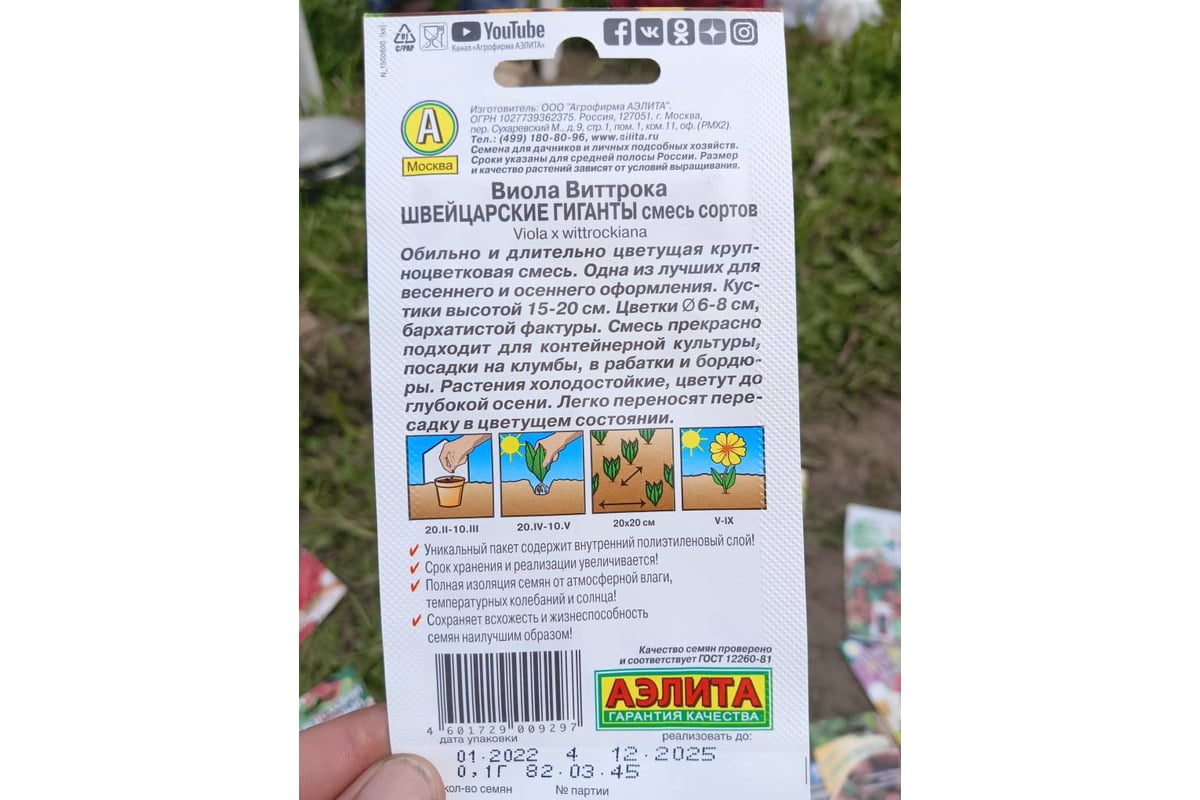 YouTube
Канал «Агрофирма АЭЛИТА»
81
C/PAP
N_1500800 (кв)
Изготовитель: ООО "Агрофирма АЭЛИТА".
ОГРН 1027739362375. Россия, 127051. г. Москва,
пер. Сухаревский М., д. 9, стр. 1, пом. 1, ком. 11, оф. (РМХ2).
Тел.: (499) 180-80-96, www.ailita.ru
Семена для дачников и личных подсобных хозяйств.
Сроки указаны для средней полосы России. Размер
и качество растений зависят от условий выращивания.
А
Москва
Виола Виттрока
ШВЕЙЦАРСКИЕ ГИГАНТЫ смесь сортов
Viola x wittrockiana
Обильно и длительно цветущая круп-
ноцветковая смесь. Одна из лучших для
весеннего и осеннего оформления. Кус-
тики высотой 15-20 см. Цветки Ø 6-8 см,
бархатистой фактуры. Смесь прекрасно
подходит для контейнерной культуры,
посадки на клумбы, в рабатки и бордю-
ры. Растения холодостойкие, цветут до
глубокой осени. Легко переносят пере-
садку в цветущем состоянии.
20.II-10.III 20.IV-10.V 20x20 см V-IX
Уникальный пакет содержит внутренний полиэтиленовый слой!
Срок хранения и реализации увеличивается!
Полная изоляция семян от атмосферной влаги,
температурных колебаний и солнца!
Сохраняет всхожесть и жизнеспособность
семян наилучшим образом!
Качество семян проверено
и соответствует ГОСТ 12260-81
АЭЛИТА
ГАРАНТИЯ КАЧЕСТВА
4 601729 009297
дата упаковки реализовать до:
01.2022 4 12.2025
0,1Г 82.03.45
кол-во семян № партии